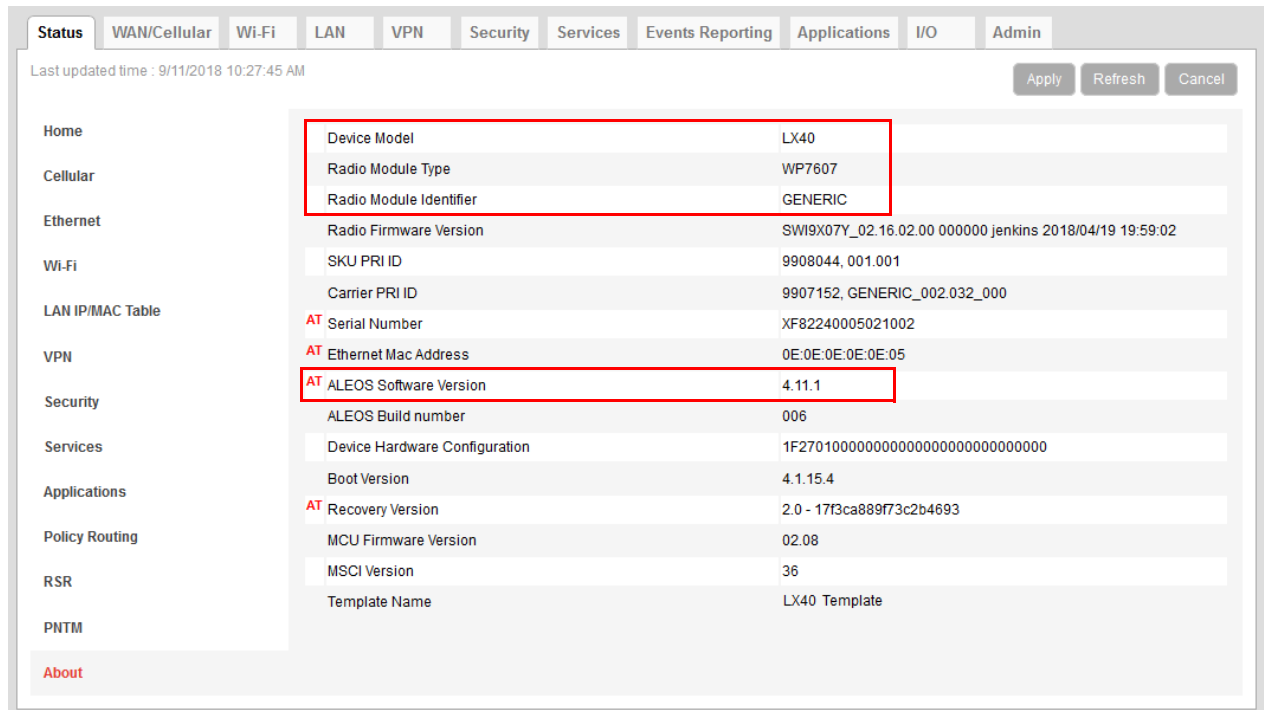 Status WAN/Cellular Wi-Fi LAN VPN Security Services Events Reporting Applications I/O Admin
Last updated time : 9/11/2018 10:27:45 AM
Apply Refresh Cancel
Home
Cellular
Ethernet
Wi-Fi
LAN IP/MAC Table
VPN
Security
Services
Applications
Policy Routing
RSR
PNTM
About
Device Model LX40
Radio Module Type WP7607
Radio Module Identifier GENERIC
Radio Firmware Version SWI9X07Y_02.16.02.00 000000 jenkins 2018/04/19 19:59:02
SKU PRI ID 9908044, 001.001
Carrier PRI ID 9907152, GENERIC_002.032_000
AT Serial Number XF82240005021002
AT Ethernet Mac Address 0E:0E:0E:0E:0E:05
AT ALEOS Software Version 4.11.1
ALEOS Build number 006
Device Hardware Configuration 1F270100000000000000000000000000
Boot Version 4.1.15.4
AT Recovery Version 2.0 - 17f3ca889f73c2b4693
MCU Firmware Version 02.08
MSCI Version 36
Template Name LX40 Template